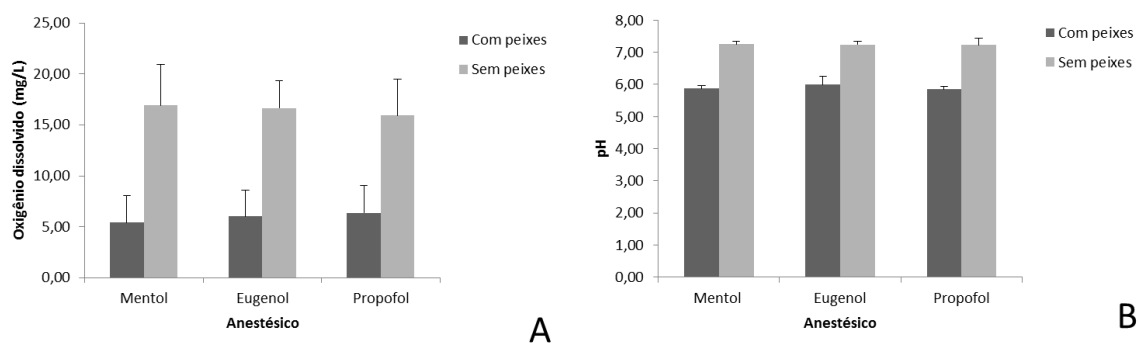 25,00
20,00
15,00
10,00
5,00
0,00
Oxigênio dissolvido (mg/L)
Mentol
Eugenol
Propofol
Anestésico
Com peixes
Sem peixes
A
8,00
7,00
6,00
5,00
4,00
3,00
2,00
1,00
0,00
pH
Mentol
Eugenol
Propofol
Anestésico
Com peixes
Sem peixes
B